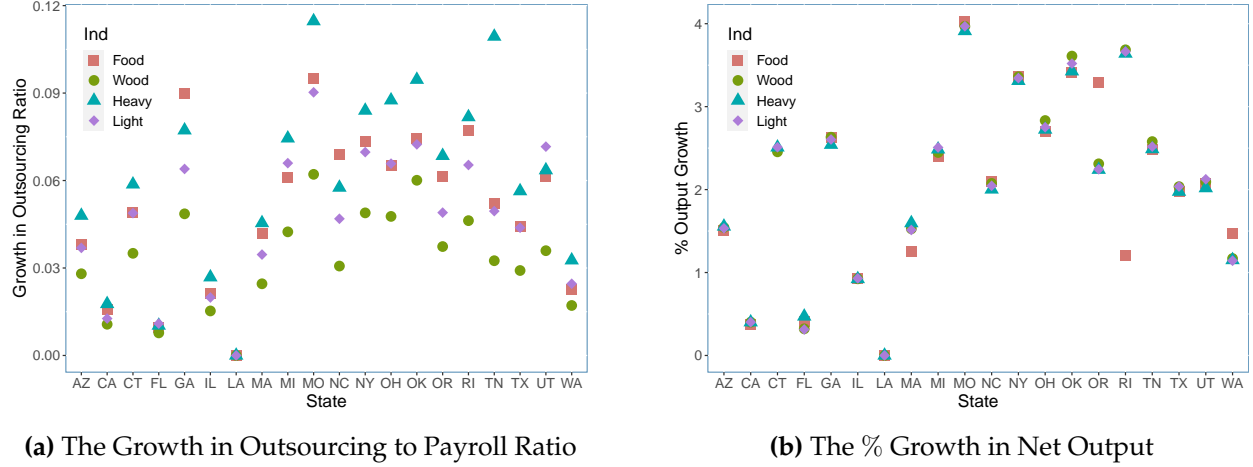 0.12
0.09
0.06
0.03
0.00
Growth in Outsourcing Ratio
Ind
Food
Wood
Heavy
Light
AZ CA CT FL GA IL LA MA MI MO NC NY OH OK OR RI TN TX UT WA
State
(a) The Growth in Outsourcing to Payroll Ratio
4
3
2
1
0
% Output Growth
Ind
Food
Wood
Heavy
Light
AZ CA CT FL GA IL LA MA MI MO NC NY OH OK OR RI TN TX UT WA
State
(b) The % Growth in Net Output